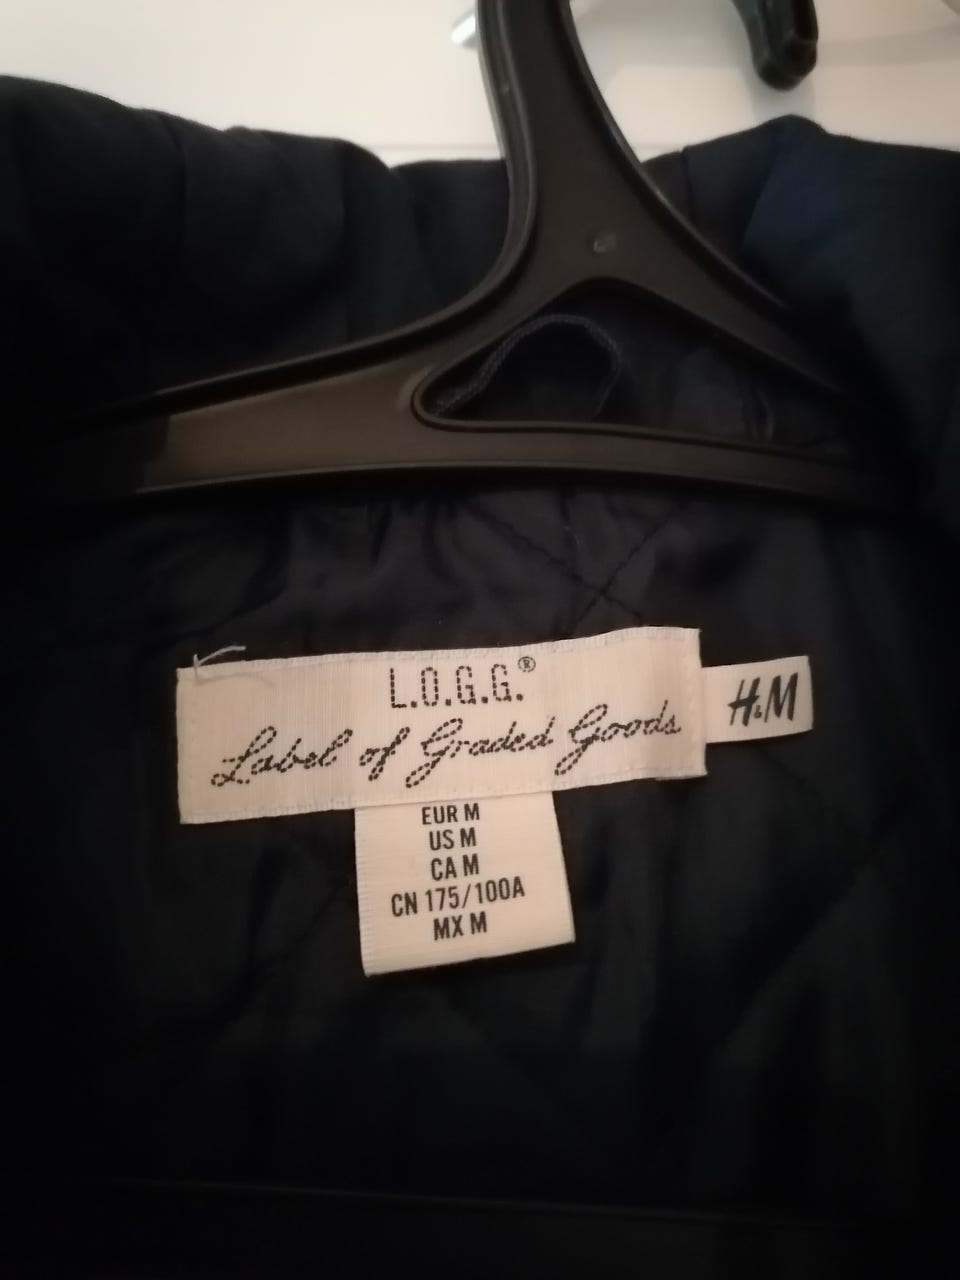 L.O.G.G.®
Label of Graded Goods
H&M
EUR M
US M
CA M
CN 175/100A
MX M